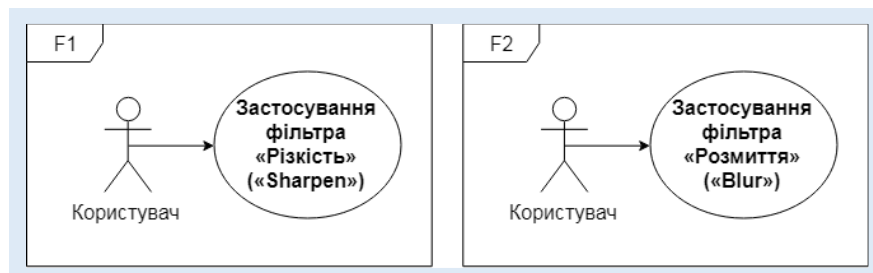 F1
Застосування
фільтра
«Різкість»
(«Sharpen»)
Користувач
F2
Застосування
фільтра
«Розмиття»
(«Blur»)
Користувач